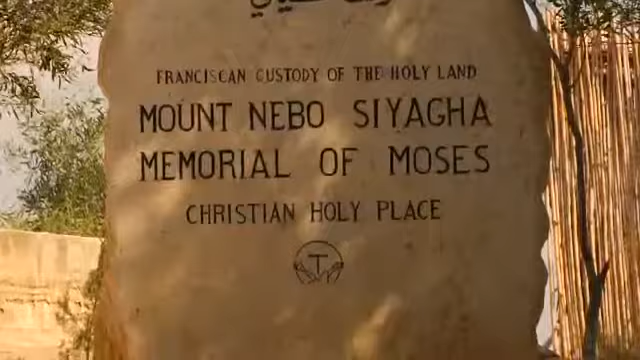 FRANCISCAN CUSTODY OF THE HOLY LAND
MOUNT NEBO SIYAGHA
MEMORIAL OF MOSES
CHRISTIAN HOLY PLACE